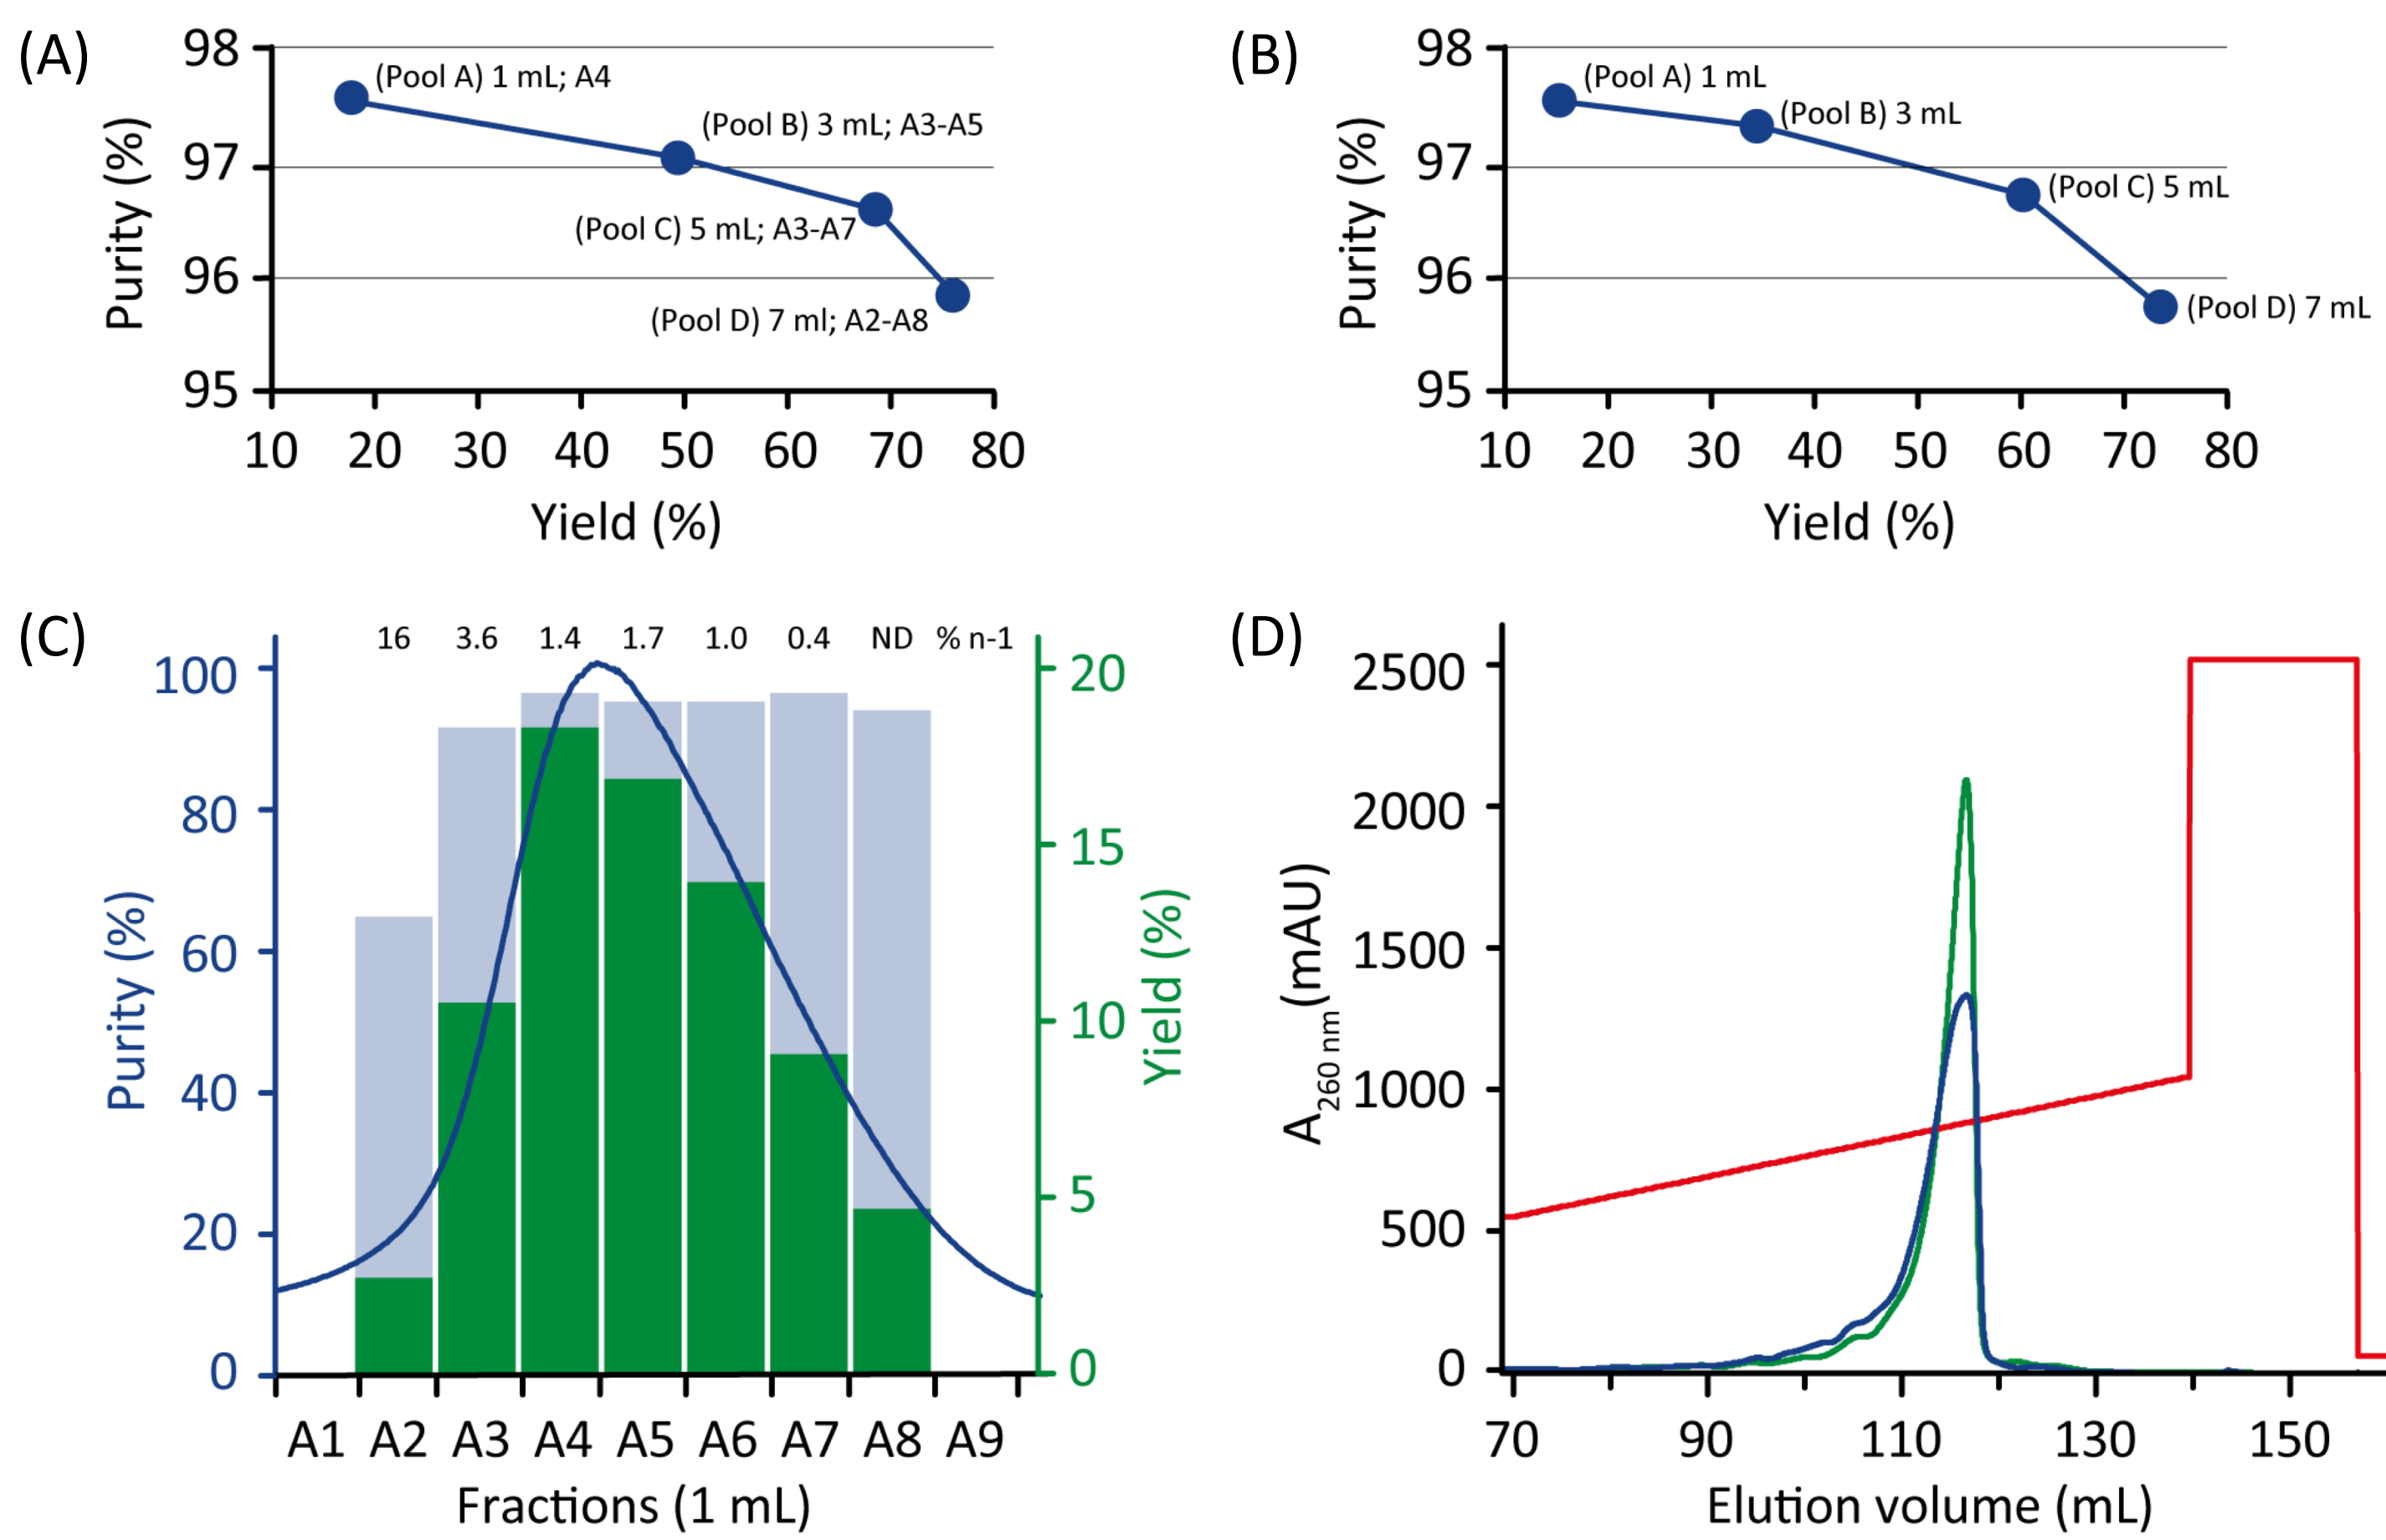 (A)
98
97
96
95
Purity (%)
(Pool A) 1 mL; A4
(Pool B) 3 mL; A3-A5
(Pool C) 5 mL; A3-A7
(Pool D) 7 ml; A2-A8
10 20 30 40 50 60 70 80
Yield (%)
(B)
98
97
96
95
Purity (%)
(Pool A) 1 mL
(Pool B) 3 mL
(Pool C) 5 mL
(Pool D) 7 mL
10 20 30 40 50 60 70 80
Yield (%)
(C)
16 3.6 1.4 1.7 1.0 0.4 ND % n-1
100
80
60
40
20
0
Purity (%)
20
15
10
5
0
Yield (%)
A1 A2 A3 A4 A5 A6 A7 A8 A9
Fractions (1 mL)
(D)
2500
2000
1500
1000
500
0
A260 nm (mAU)
70 90 110 130 150
Elution volume (mL)